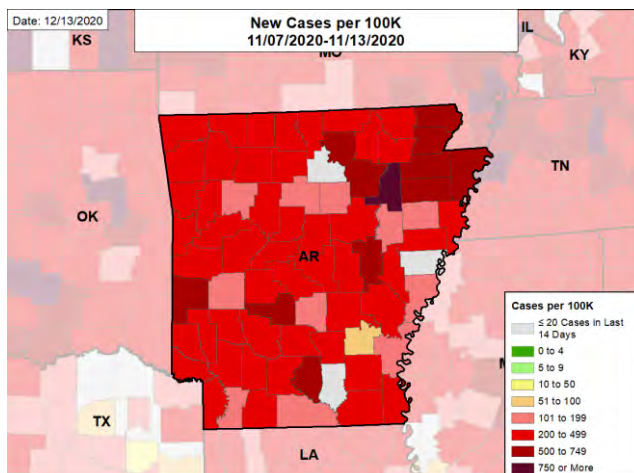 Date: 12/13/2020
New Cases per 100K
11/07/2020-11/13/2020
KS
MO
IL
KY
OK
AR
TN
TX
LA
Cases per 100K
≤ 20 Cases in Last
14 Days
0 to 4
5 to 9
10 to 50
51 to 100
101 to 199
200 to 499
500 to 749
750 or More